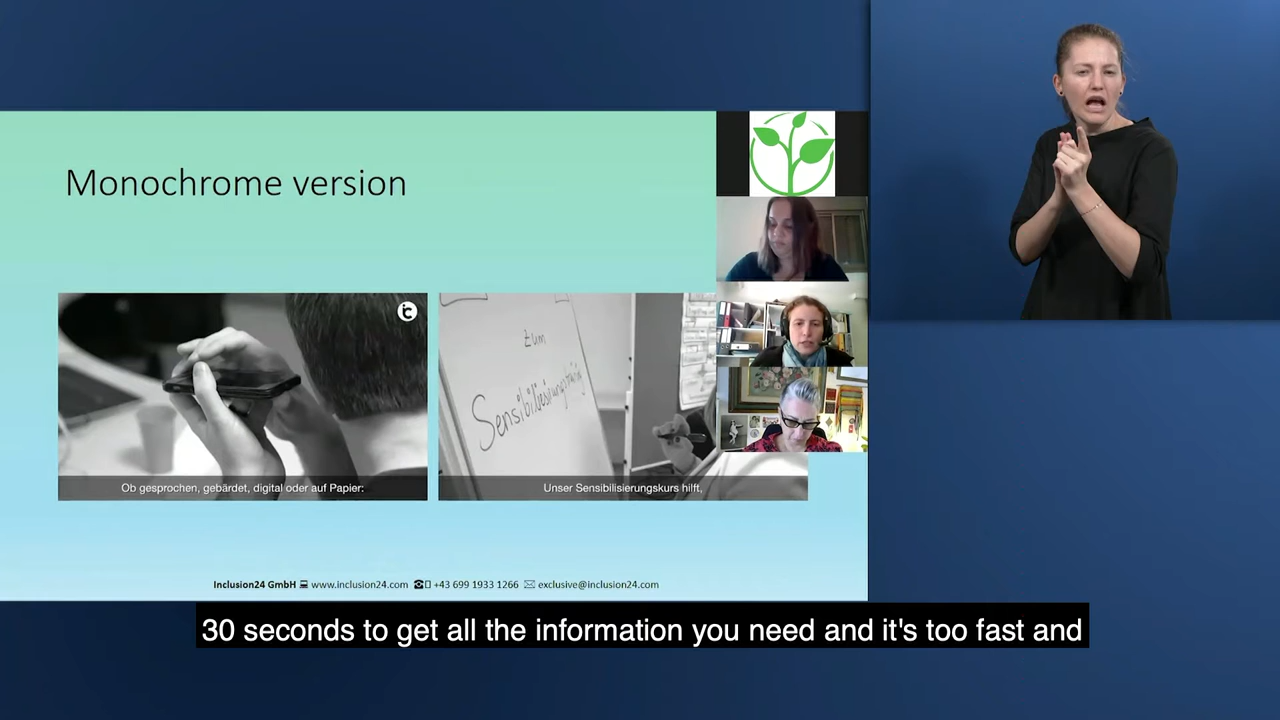 Monochrome version
zum
Sensibilisierungstraining
Ob gesprochen, gebärdet, digital oder auf Papier:
Unser Sensibilisierungskurs hilft,
Inclusion24 GmbH www.inclusion24.com +43 699 1933 1266 exclusive@inclusion24.com
30 seconds to get all the information you need and it's too fast and